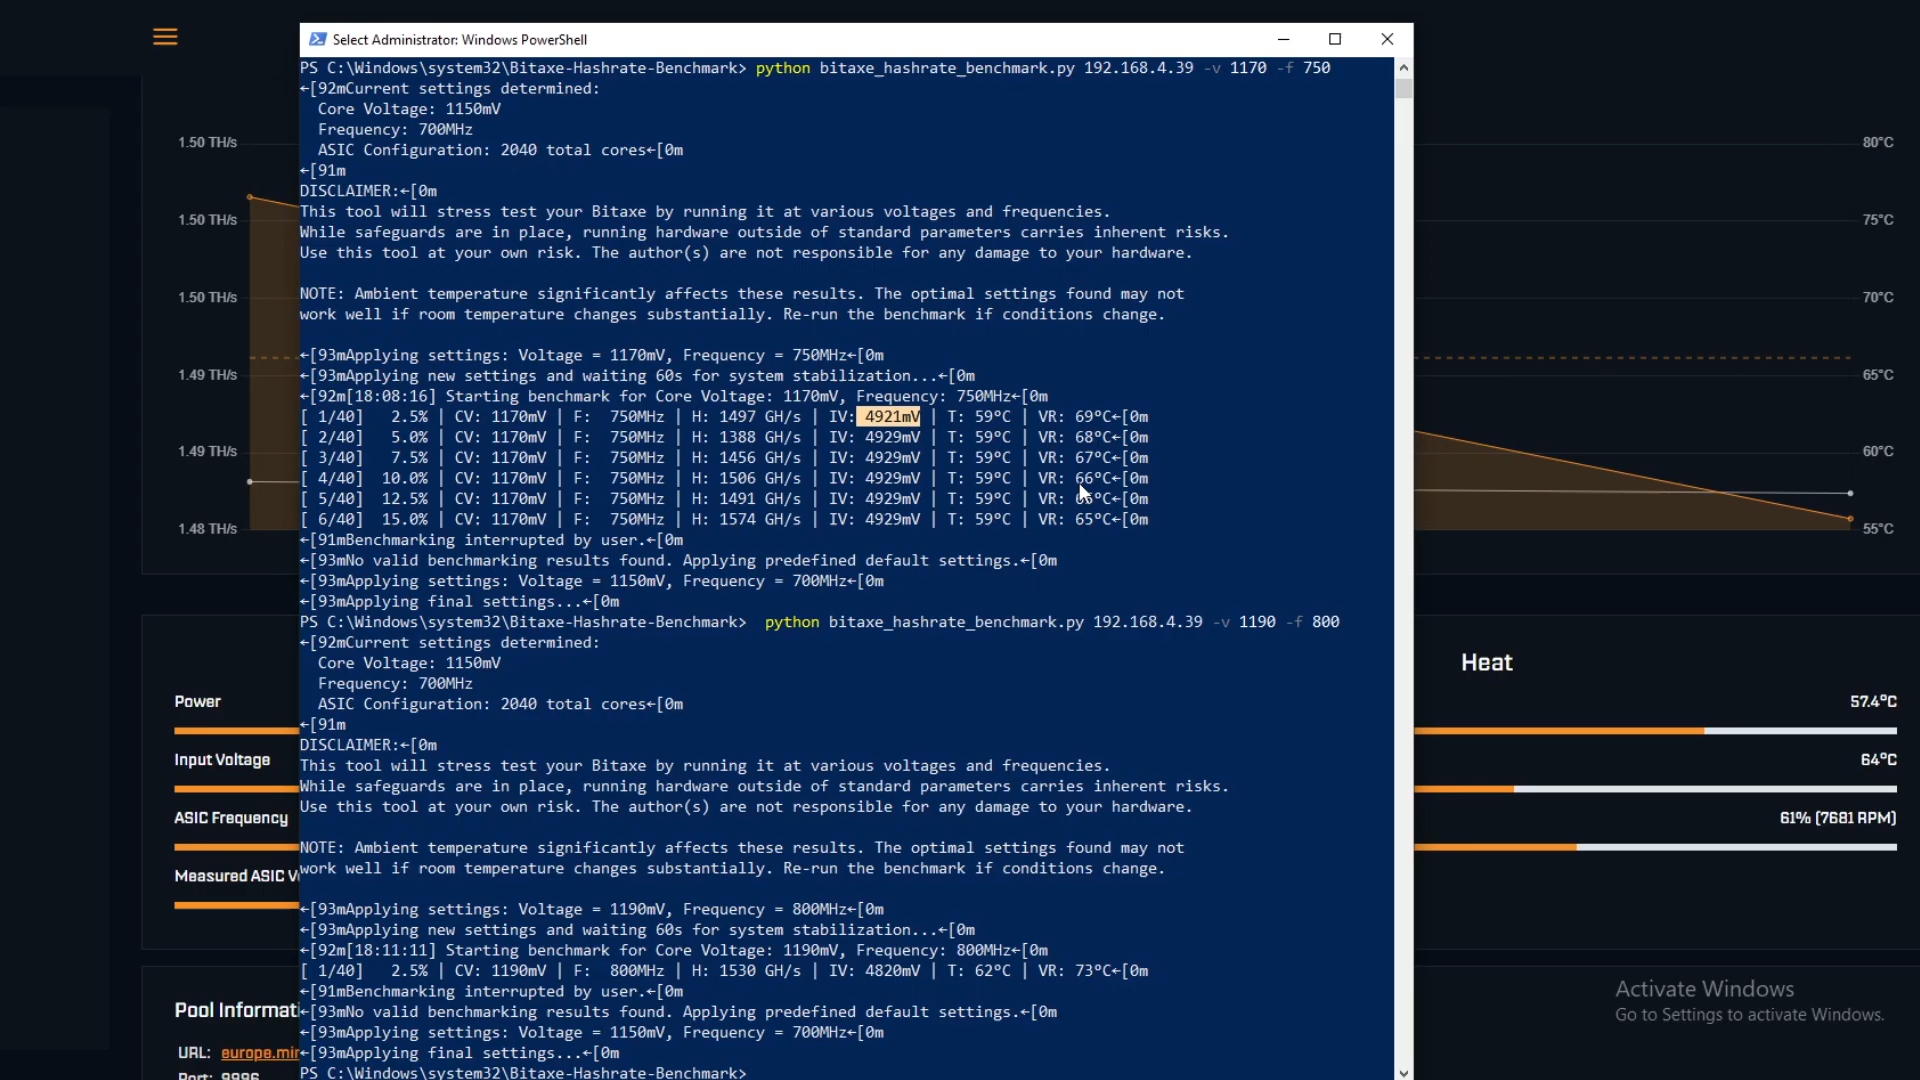 Select Administrator: Windows PowerShell
PS C:\Windows\system32\Bitaxe-Hashrate-Benchmark> python bitaxe_hashrate_benchmark.py 192.168.4.39 -v 1170 -f 750
←[92mCurrent settings determined:
Core Voltage: 1150mV
Frequency: 700MHz
ASIC Configuration: 2040 total cores←[0m
←[91m
DISCLAIMER:←[0m
This tool will stress test your Bitaxe by running it at various voltages and frequencies.
While safeguards are in place, running hardware outside of standard parameters carries inherent risks.
Use this tool at your own risk. The author(s) are not responsible for any damage to your hardware.
NOTE: Ambient temperature significantly affects these results. The optimal settings found may not
work well if room temperature changes substantially. Re-run the benchmark if conditions change.
←[93mApplying settings: Voltage = 1170mV, Frequency = 750MHz←[0m
←[93mApplying new settings and waiting 60s for system stabilization...←[0m
←[92m[18:08:16] Starting benchmark for Core Voltage: 1170mV, Frequency: 750MHz←[0m
[ 1/40]   2.5% | CV: 1170mV | F:  750MHz | H: 1497 GH/s | IV: 4921mV | T: 59°C | VR: 69°C←[0m
[ 2/40]   5.0% | CV: 1170mV | F:  750MHz | H: 1388 GH/s | IV: 4929mV | T: 59°C | VR: 68°C←[0m
[ 3/40]   7.5% | CV: 1170mV | F:  750MHz | H: 1456 GH/s | IV: 4929mV | T: 59°C | VR: 67°C←[0m
[ 4/40]  10.0% | CV: 1170mV | F:  750MHz | H: 1506 GH/s | IV: 4929mV | T: 59°C | VR: 66°C←[0m
[ 5/40]  12.5% | CV: 1170mV | F:  750MHz | H: 1491 GH/s | IV: 4929mV | T: 59°C | VR: 66°C←[0m
[ 6/40]  15.0% | CV: 1170mV | F:  750MHz | H: 1574 GH/s | IV: 4929mV | T: 59°C | VR: 65°C←[0m
←[91mBenchmarking interrupted by user.←[0m
←[93mNo valid benchmarking results found. Applying predefined default settings.←[0m
←[93mApplying settings: Voltage = 1150mV, Frequency = 700MHz←[0m
←[93mApplying final settings...←[0m
PS C:\Windows\system32\Bitaxe-Hashrate-Benchmark>  python bitaxe_hashrate_benchmark.py 192.168.4.39 -v 1190 -f 800
←[92mCurrent settings determined:
Core Voltage: 1150mV
Frequency: 700MHz
ASIC Configuration: 2040 total cores←[0m
←[91m
DISCLAIMER:←[0m
This tool will stress test your Bitaxe by running it at various voltages and frequencies.
While safeguards are in place, running hardware outside of standard parameters carries inherent risks.
Use this tool at your own risk. The author(s) are not responsible for any damage to your hardware.
NOTE: Ambient temperature significantly affects these results. The optimal settings found may not
work well if room temperature changes substantially. Re-run the benchmark if conditions change.
←[93mApplying settings: Voltage = 1190mV, Frequency = 800MHz←[0m
←[93mApplying new settings and waiting 60s for system stabilization...←[0m
←[92m[18:11:11] Starting benchmark for Core Voltage: 1190mV, Frequency: 800MHz←[0m
[ 1/40]   2.5% | CV: 1190mV | F:  800MHz | H: 1530 GH/s | IV: 4820mV | T: 62°C | VR: 73°C←[0m
←[91mBenchmarking interrupted by user.←[0m
←[93mNo valid benchmarking results found. Applying predefined default settings.←[0m
←[93mApplying settings: Voltage = 1150mV, Frequency = 700MHz←[0m
←[93mApplying final settings...←[0m
PS C:\Windows\system32\Bitaxe-Hashrate-Benchmark>
1.50 TH/s
1.50 TH/s
1.50 TH/s
1.49 TH/s
1.49 TH/s
1.48 TH/s
80°C
75°C
70°C
65°C
60°C
55°C
Power
Input Voltage
ASIC Frequency
Measured ASIC V
Heat
57.4°C
64°C
61% (7681 RPM)
Pool Informati
URL: europe.mi
Port: 9996
Activate Windows
Go to Settings to activate Windows.